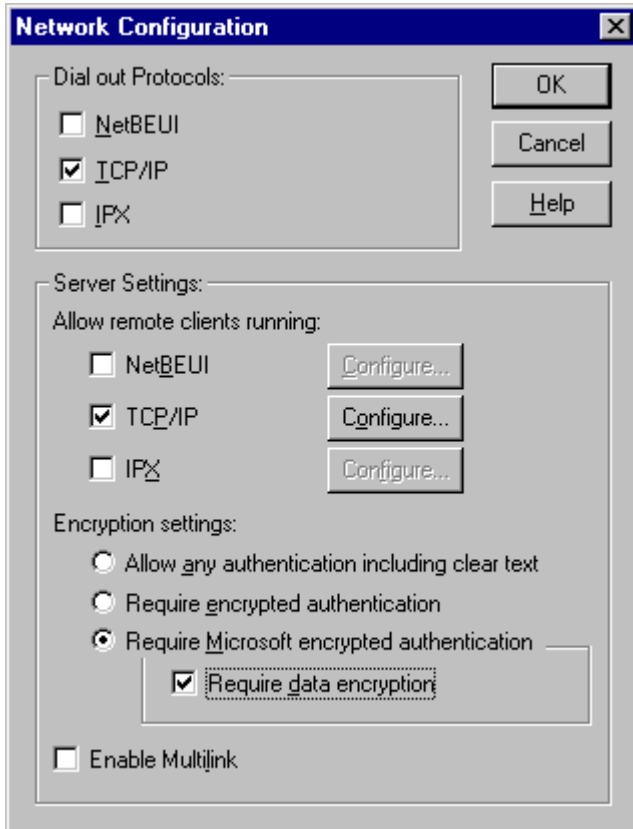 Network Configuration
Dial out Protocols:
NetBEUI
TCP/IP
IPX
OK
Cancel
Help
Server Settings:
Allow remote clients running:
NetBEUI Configure...
TCP/IP Configure...
IPX Configure...
Encryption settings:
Allow any authentication including clear text
Require encrypted authentication
Require Microsoft encrypted authentication
Require data encryption
Enable Multilink